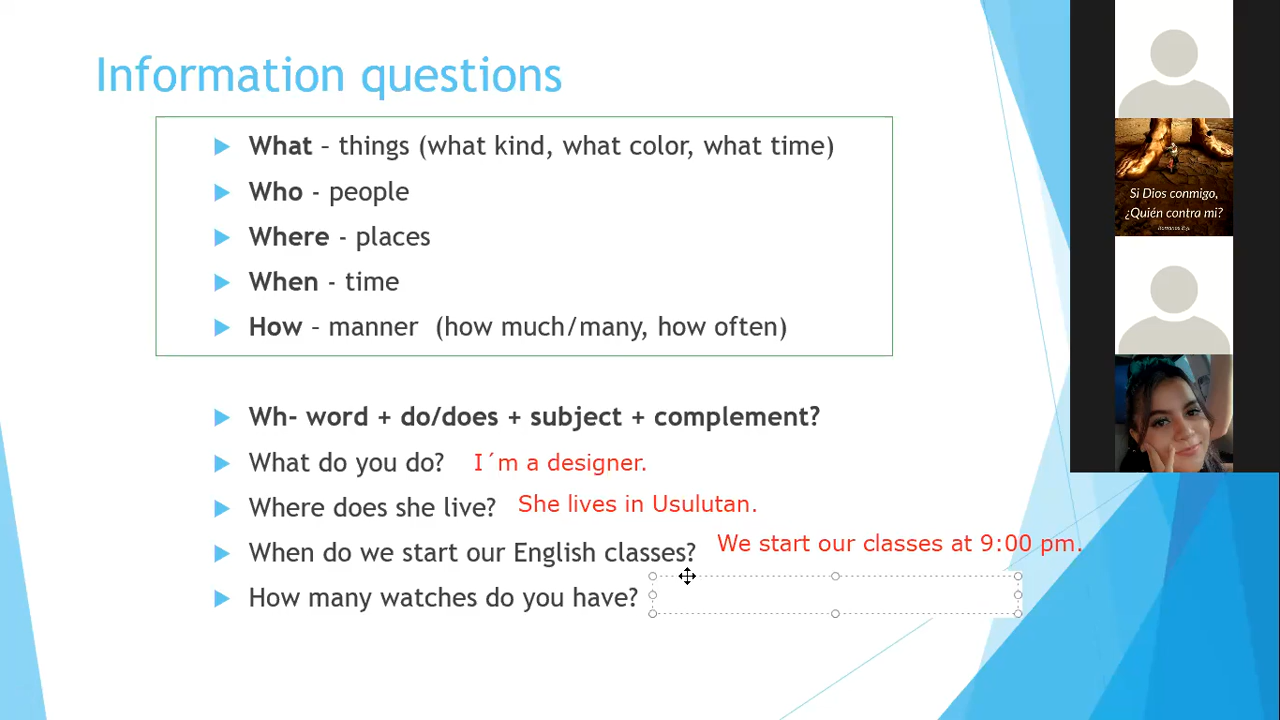 Information questions
What – things (what kind, what color, what time)
Who - people
Where - places
When - time
How – manner (how much/many, how often)
Wh- word + do/does + subject + complement?
What do you do? I´m a designer.
Where does she live? She lives in Usulutan.
When do we start our English classes? We start our classes at 9:00 pm.
How many watches do you have?
Si Dios conmigo,
¿Quién contra mi?